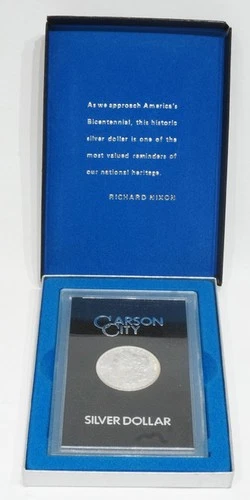 As we approach America's
Bicentennial, this historic
silver dollar is one of the
most valued reminders of
our national heritage.
RICHARD NIXON
CARSON
CITY
SILVER DOLLAR